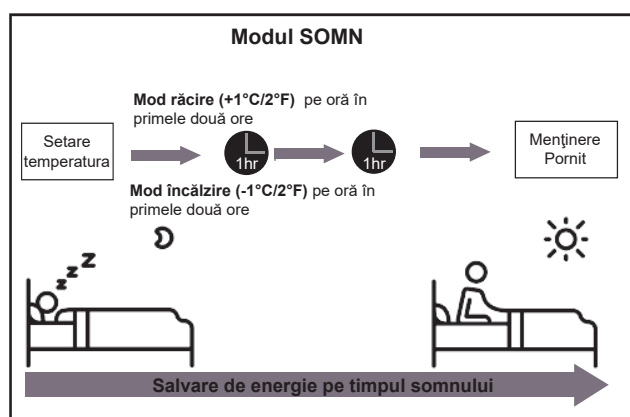 Modul SOMN
Mod răcire (+1°C/2°F) pe oră în
primele două ore
Setare
temperatura
1hr
1hr
Menţinere
Pornit
Mod încălzire (-1°C/2°F) pe oră în
primele două ore
z z z
Salvare de energie pe timpul somnului